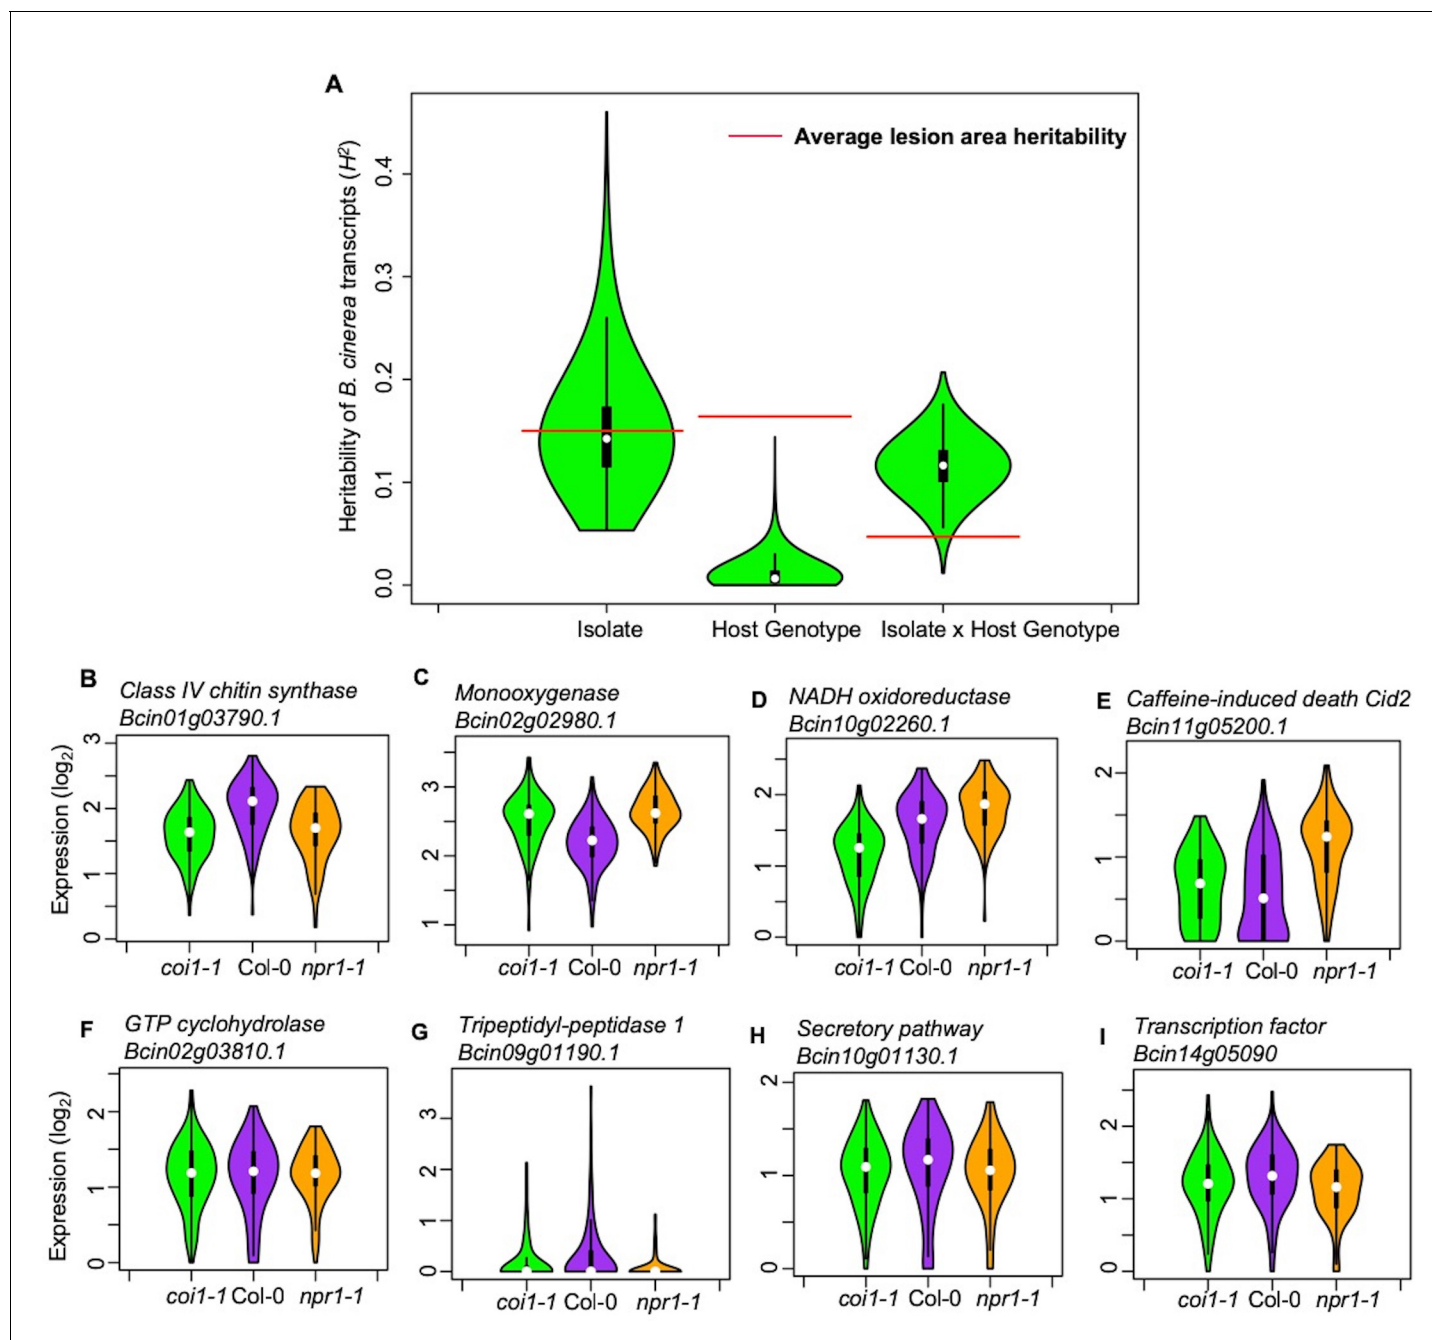 A
Average lesion area heritability
Heritability of B. cinerea transcripts (H²)
0.4
0.3
0.2
0.1
0.0
Isolate Host Genotype Isolate x Host Genotype
B Class IV chitin synthase
Bcin01g03790.1
Expression (log₂)
3
2
1
0
coi1-1 Col-0 npr1-1
C Monooxygenase
Bcin02g02980.1
3
2
1
coi1-1 Col-0 npr1-1
D NADH oxidoreductase
Bcin10g02260.1
2
1
0
coi1-1 Col-0 npr1-1
E Caffeine-induced death Cid2
Bcin11g05200.1
2
1
0
coi1-1 Col-0 npr1-1
F GTP cyclohydrolase
Bcin02g03810.1
Expression (log₂)
2
1
0
coi1-1 Col-0 npr1-1
G Tripeptidyl-peptidase 1
Bcin09g01190.1
3
2
1
0
coi1-1 Col-0 npr1-1
H Secretory pathway
Bcin10g01130.1
2
1
0
coi1-1 Col-0 npr1-1
I Transcription factor
Bcin14g05090
2
1
0
coi1-1 Col-0 npr1-1